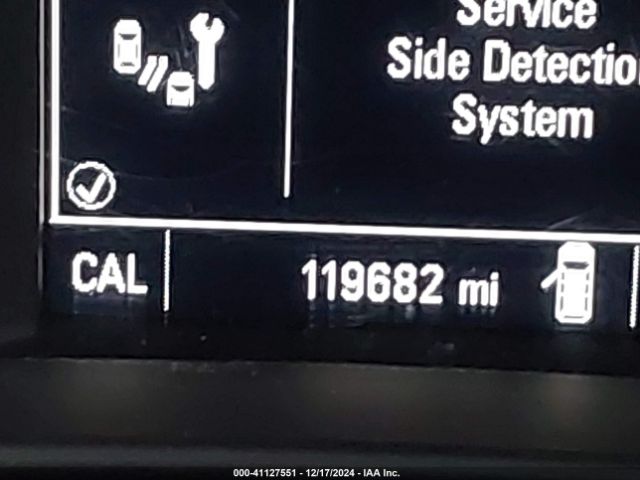 Service
Side Detectio
System
CAL
119682 mi
000-41127551 - 12/17/2024 - IAA Inc.